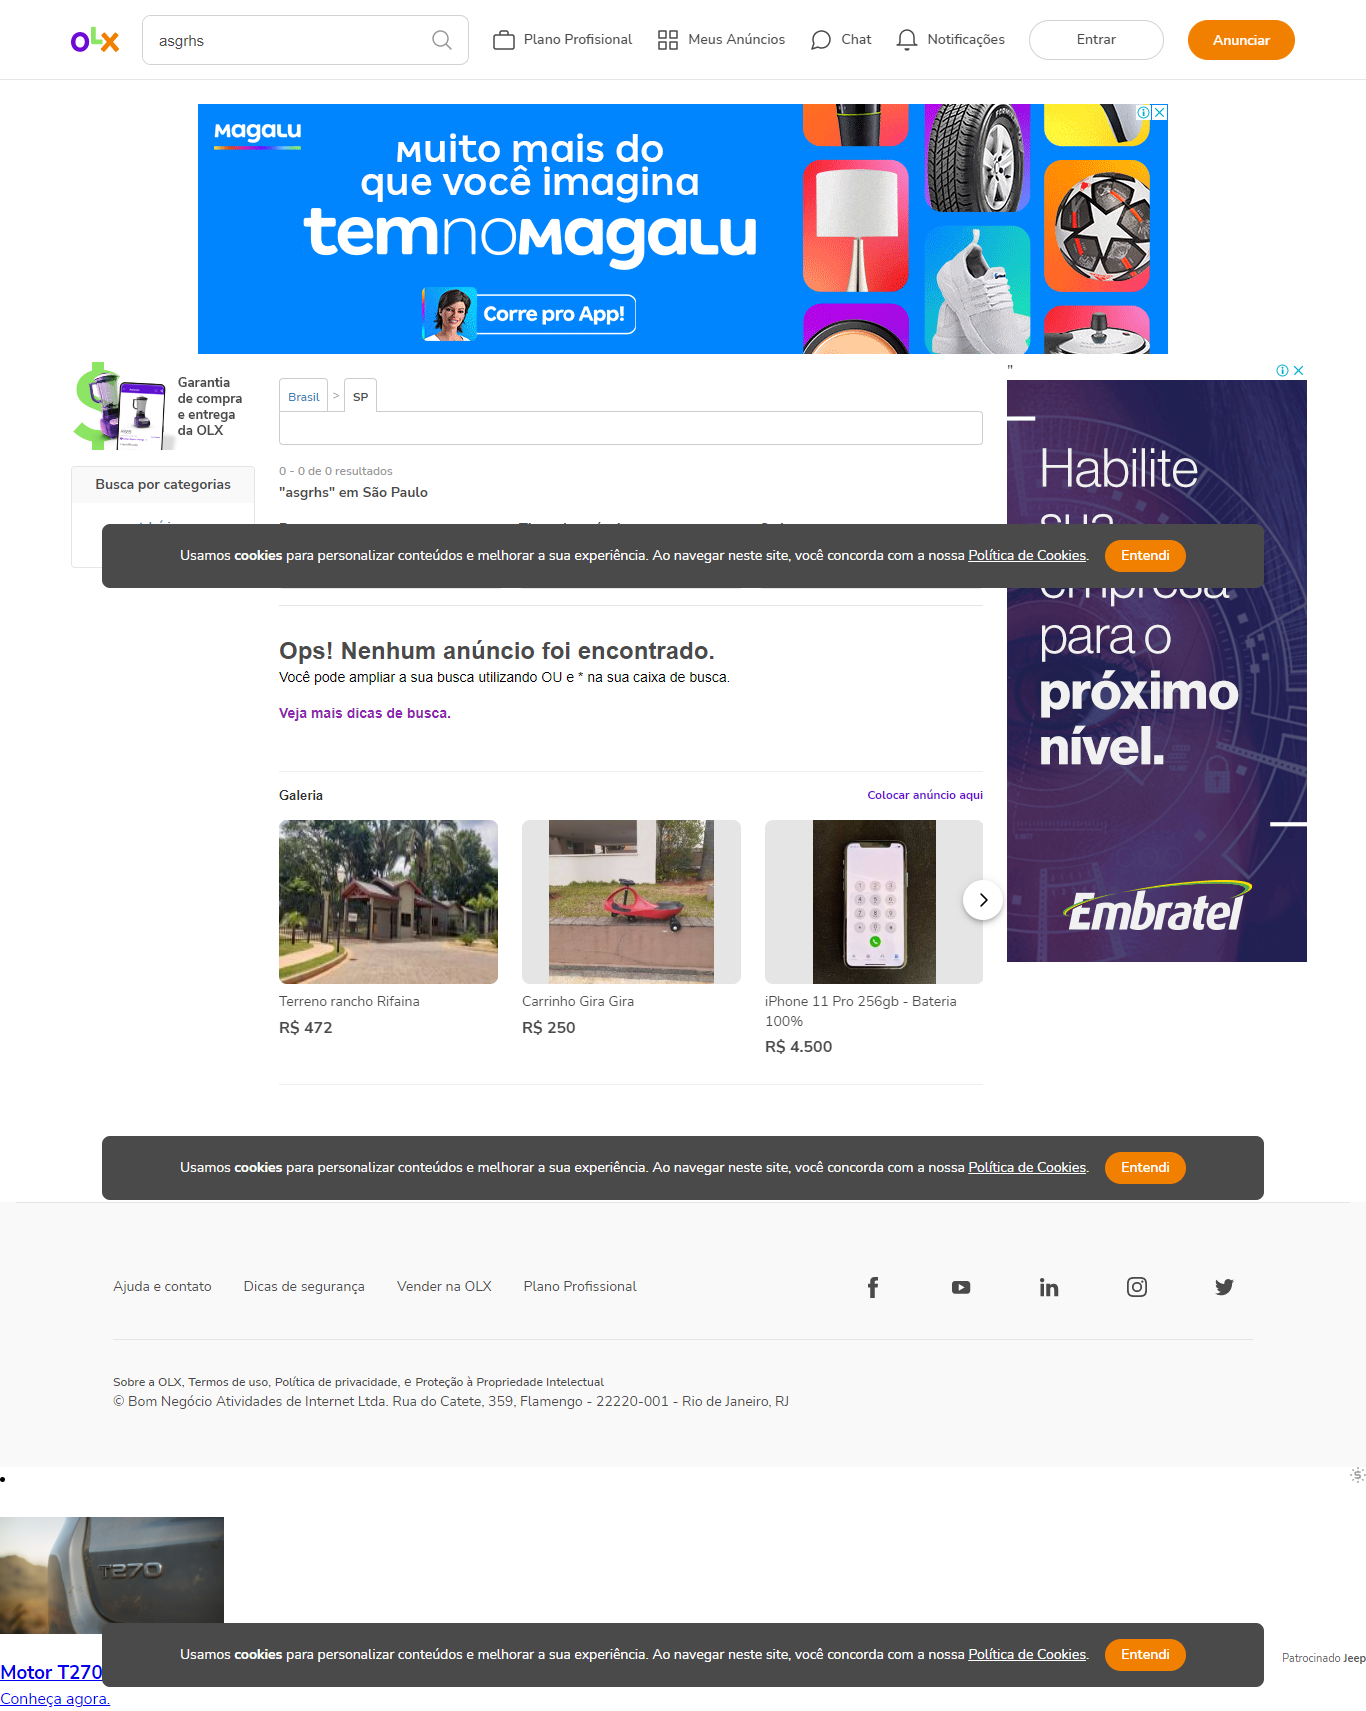 OLX
asgrhs
Plano Profisional
Meus Anúncios
Chat
Notificações
Entrar
Anunciar
Magalu
Muito mais do
que você imagina
temnoMagalu
Corre pro App!
Garantia
de compra
e entrega
da OLX
Brasil > SP
"
0 - 0 de 0 resultados
"asgrhs" em São Paulo
Busca por categorias
Usamos cookies para personalizar conteúdos e melhorar a sua experiência. Ao navegar neste site, você concorda com a nossa Política de Cookies. Entendi
Habilite
sua
empresa
para o
próximo
nível.
Embratel
Ops! Nenhum anúncio foi encontrado.
Você pode ampliar a sua busca utilizando OU e * na sua caixa de busca.
Veja mais dicas de busca.
Galeria
Colocar anúncio aqui
Terreno rancho Rifaina
R$ 472
Carrinho Gira Gira
R$ 250
iPhone 11 Pro 256gb - Bateria
100%
R$ 4.500
Usamos cookies para personalizar conteúdos e melhorar a sua experiência. Ao navegar neste site, você concorda com a nossa Política de Cookies. Entendi
Ajuda e contato
Dicas de segurança
Vender na OLX
Plano Profissional
Sobre a OLX, Termos de uso, Política de privacidade, e Proteção à Propriedade Intelectual
© Bom Negócio Atividades de Internet Ltda. Rua do Catete, 359, Flamengo - 22220-001 - Rio de Janeiro, RJ
T270
Usamos cookies para personalizar conteúdos e melhorar a sua experiência. Ao navegar neste site, você concorda com a nossa Política de Cookies. Entendi
Motor T270
Patrocinado Jeep
Conheça agora.